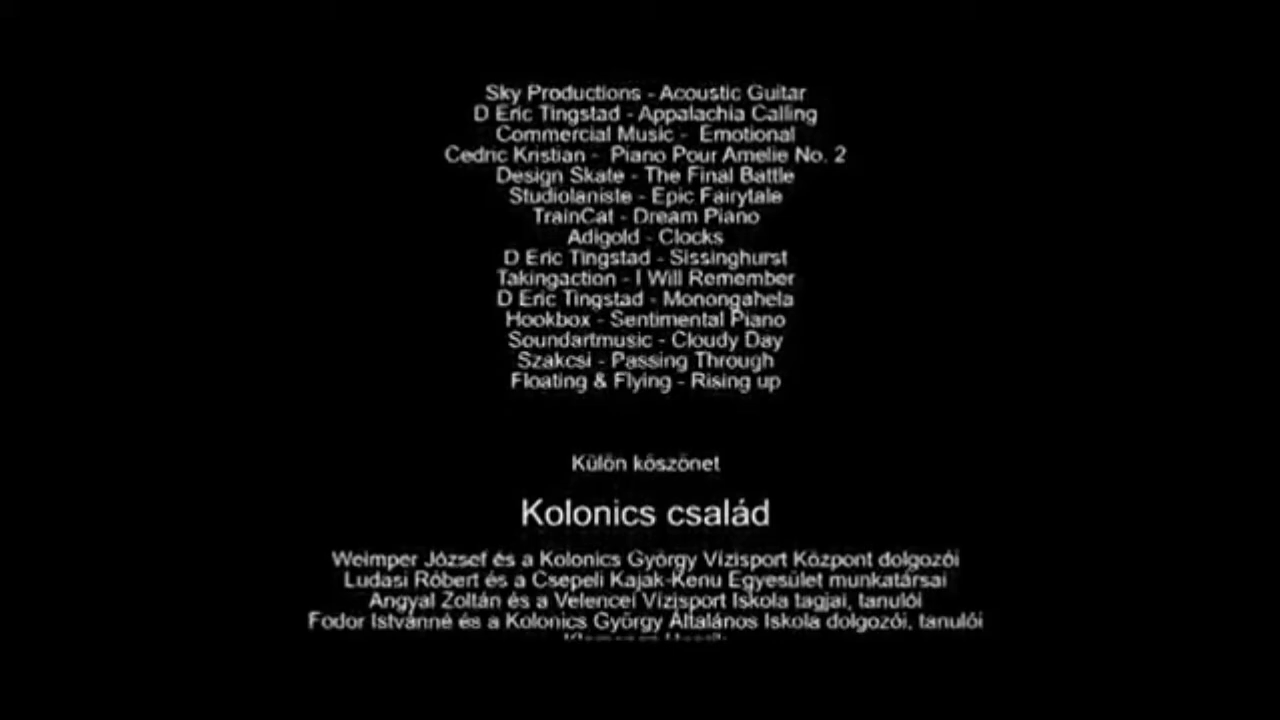 Sky Productions - Acoustic Guitar
D Eric Tingstad - Appalachia Calling
Commercial Music - Emotional
Cedric Kristian - Piano Pour Amelie No. 2
Design Skate - The Final Battle
Studiolaniste - Epic Fairytale
TrainCat - Dream Piano
Adigold - Clocks
D Eric Tingstad - Sissinghurst
Takingaction - I Will Remember
D Eric Tingstad - Monongahela
Hookbox - Sentimental Piano
Soundartmusic - Cloudy Day
Szakcsi - Passing Through
Floating & Flying - Rising up
Külön köszönet
Kolonics család
Weimper József és a Kolonics György Vízisport Központ dolgozói
Ludasi Róbert és a Csepeli Kajak-Kenu Egyesület munkatársai
Angyal Zoltán és a Velencei Vízisport Iskola tagjai, tanulói
Fodor Istvánné és a Kolonics György Általános Iskola dolgozói, tanulói